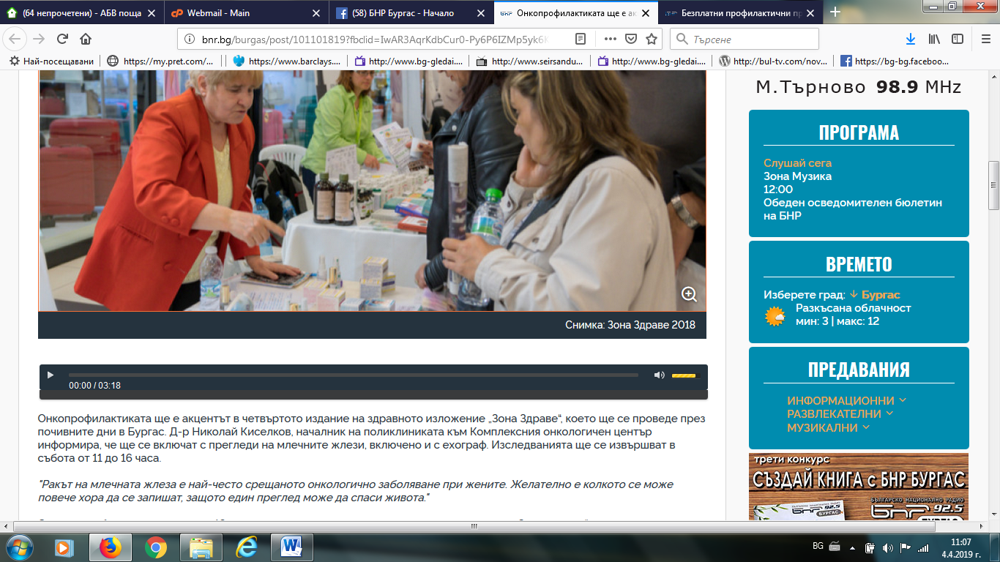 (64 непрочетени) - АБВ поща
Webmail - Main
(58) БНР Бургас - Начало
Онкопрофилактиката ще е ак
Безплатни профилактични пр
bnr.bg/burgas/post/101101819?fbclid=IwAR3AqrKdbCur0-Py6P6IZMp5yk6
Търсене
Най-посещавани
https://my.pret.com/...
https://www.barclays....
http://www.bg-gledai....
http://www.seirsandu...
http://www.bg-gledai....
http://bul-tv.com/nov...
https://bg-bg.faceboo...
Снимка: Зона Здраве 2018
00:00 / 03:18
Онкопрофилактиката ще е акцентът в четвъртото издание на здравното изложение „Зона Здраве“, което ще се проведе през
почивните дни в Бургас. Д-р Николай Киселков, началник на поликлиниката към Комплексния онкологичен център
информира, че ще се включат с прегледи на млечните жлези, включено и с ехограф. Изследванията ще се извършват в
събота от 11 до 16 часа.
"Ракът на млечната жлеза е най-често срещаното онкологично заболяване при жените. Желателно е колкото се може
повече хора да се запишат, защото един преглед може да спаси живота."
М.Търново 98.9 MHz
ПРОГРАМА
Слушай сега
Зона Музика
12:00
Обеден осведомителен бюлетин
на БНР
ВРЕМЕТО
Изберете град: Бургас
Разкъсана облачност
мин: 3 | макс: 12
ПРЕДАВАНИЯ
ИНФОРМАЦИОННИ
РАЗВЛЕКАТЕЛНИ
МУЗИКАЛНИ
трети конкурс
СЪЗДАЙ КНИГА с БНР БУРГАС
БЪЛГАРСКО НАЦИОНАЛНО РАДИО
БНР 92.5
БУРГАС
BG
11:07
4.4.2019 г.